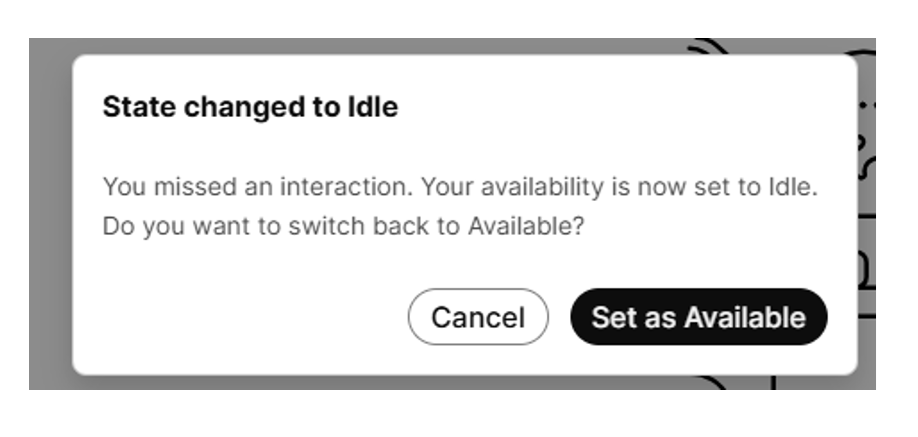 State changed to Idle
You missed an interaction. Your availability is now set to Idle.
Do you want to switch back to Available?
Cancel
Set as Available